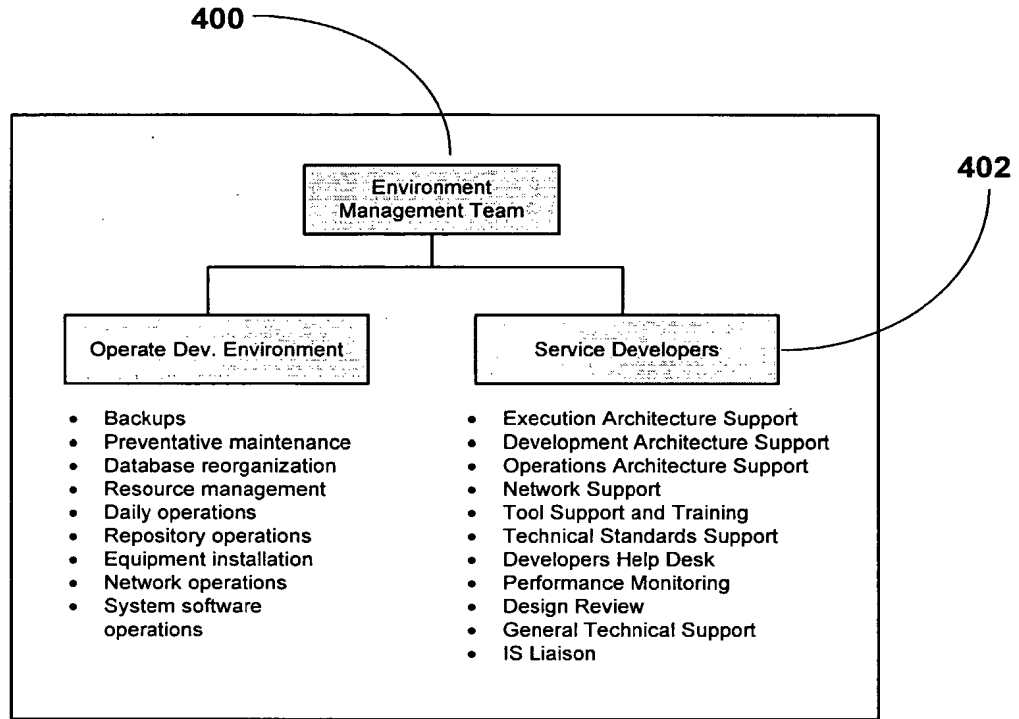 400
402
Environment
Management Team
Operate Dev. Environment
Service Developers
• Backups
• Preventative maintenance
• Database reorganization
• Resource management
• Daily operations
• Repository operations
• Equipment installation
• Network operations
• System software
operations
• Execution Architecture Support
• Development Architecture Support
• Operations Architecture Support
• Network Support
• Tool Support and Training
• Technical Standards Support
• Developers Help Desk
• Performance Monitoring
• Design Review
• General Technical Support
• IS Liaison